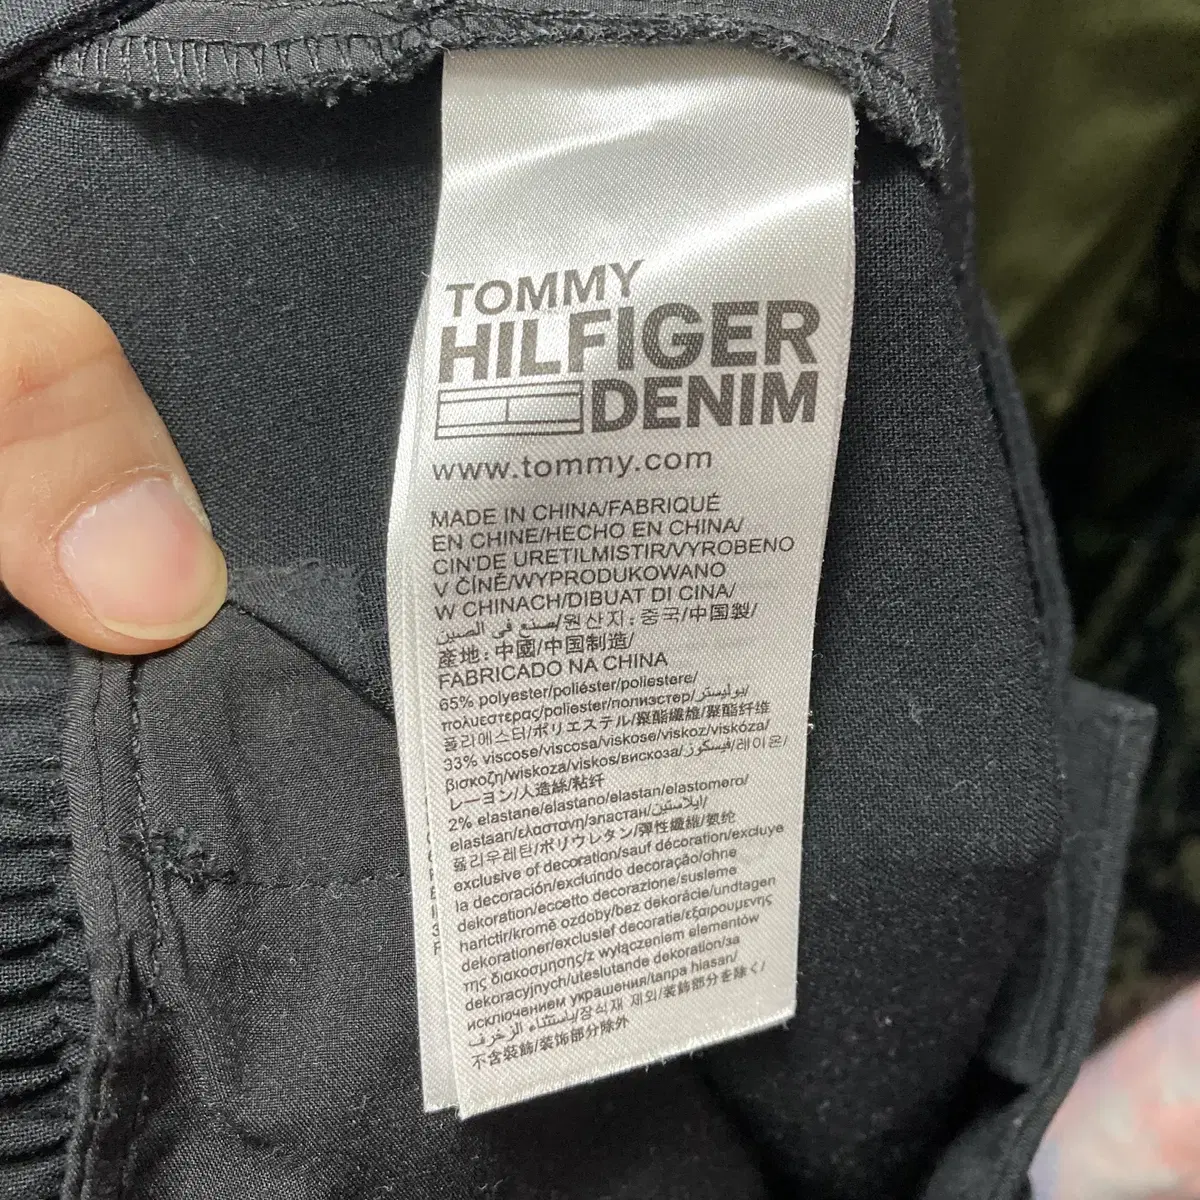 TOMMY
HILFIGER
DENIM
www.tommy.com
MADE IN CHINA/FABRIQUÉ
EN CHINE/HECHO EN CHINA/
CIN'DE URETILMISTIR/VYROBENO
V ČÍNĚ/WYPRODUKOWANO
W CHINACH/DIBUAT DI CINA/
صنع في الصين/원산지: 중국/中国製/
產地: 中國/中国制造/
FABRICADO NA CHINA
65% polyester/poliéster/poliestere/
πολυεστερας/poliester/полиэстер/بوليستر/
폴리에스터/ポリエステル/聚酯纖維/聚酯纤维
33% viscose/viscosa/viskose/viskoz/viskóza/
βισκοζη/wiskoza/viskos/вискоза/فيسكوز/레이온/
レーヨン/人造絲/粘纤
2% elastane/elastano/elastan/elastomero/
elastaan/ελαστανη/эластан/ايلاستين/
폴리우레탄/ポリウレタン/彈性纖維/氨纶
exclusive of decoration/sauf décoration/excluye
la decoración/excluindo decoração/ohne
dekoration/eccetto decorazione/susleme
harictir/kromě ozdoby/bez dekorácie/undtagen
dekorationer/exclusief decoratie/εξαιρουμενης
της διακοσμησης/z wyłączeniem elementów
dekoracyjnych/uteslutande dekoration/за
исключением украшения/tanpa hiasan/
باستثناء الزخرف/장식재 제외/装飾部分を除く/
不含裝飾/装饰部分除外